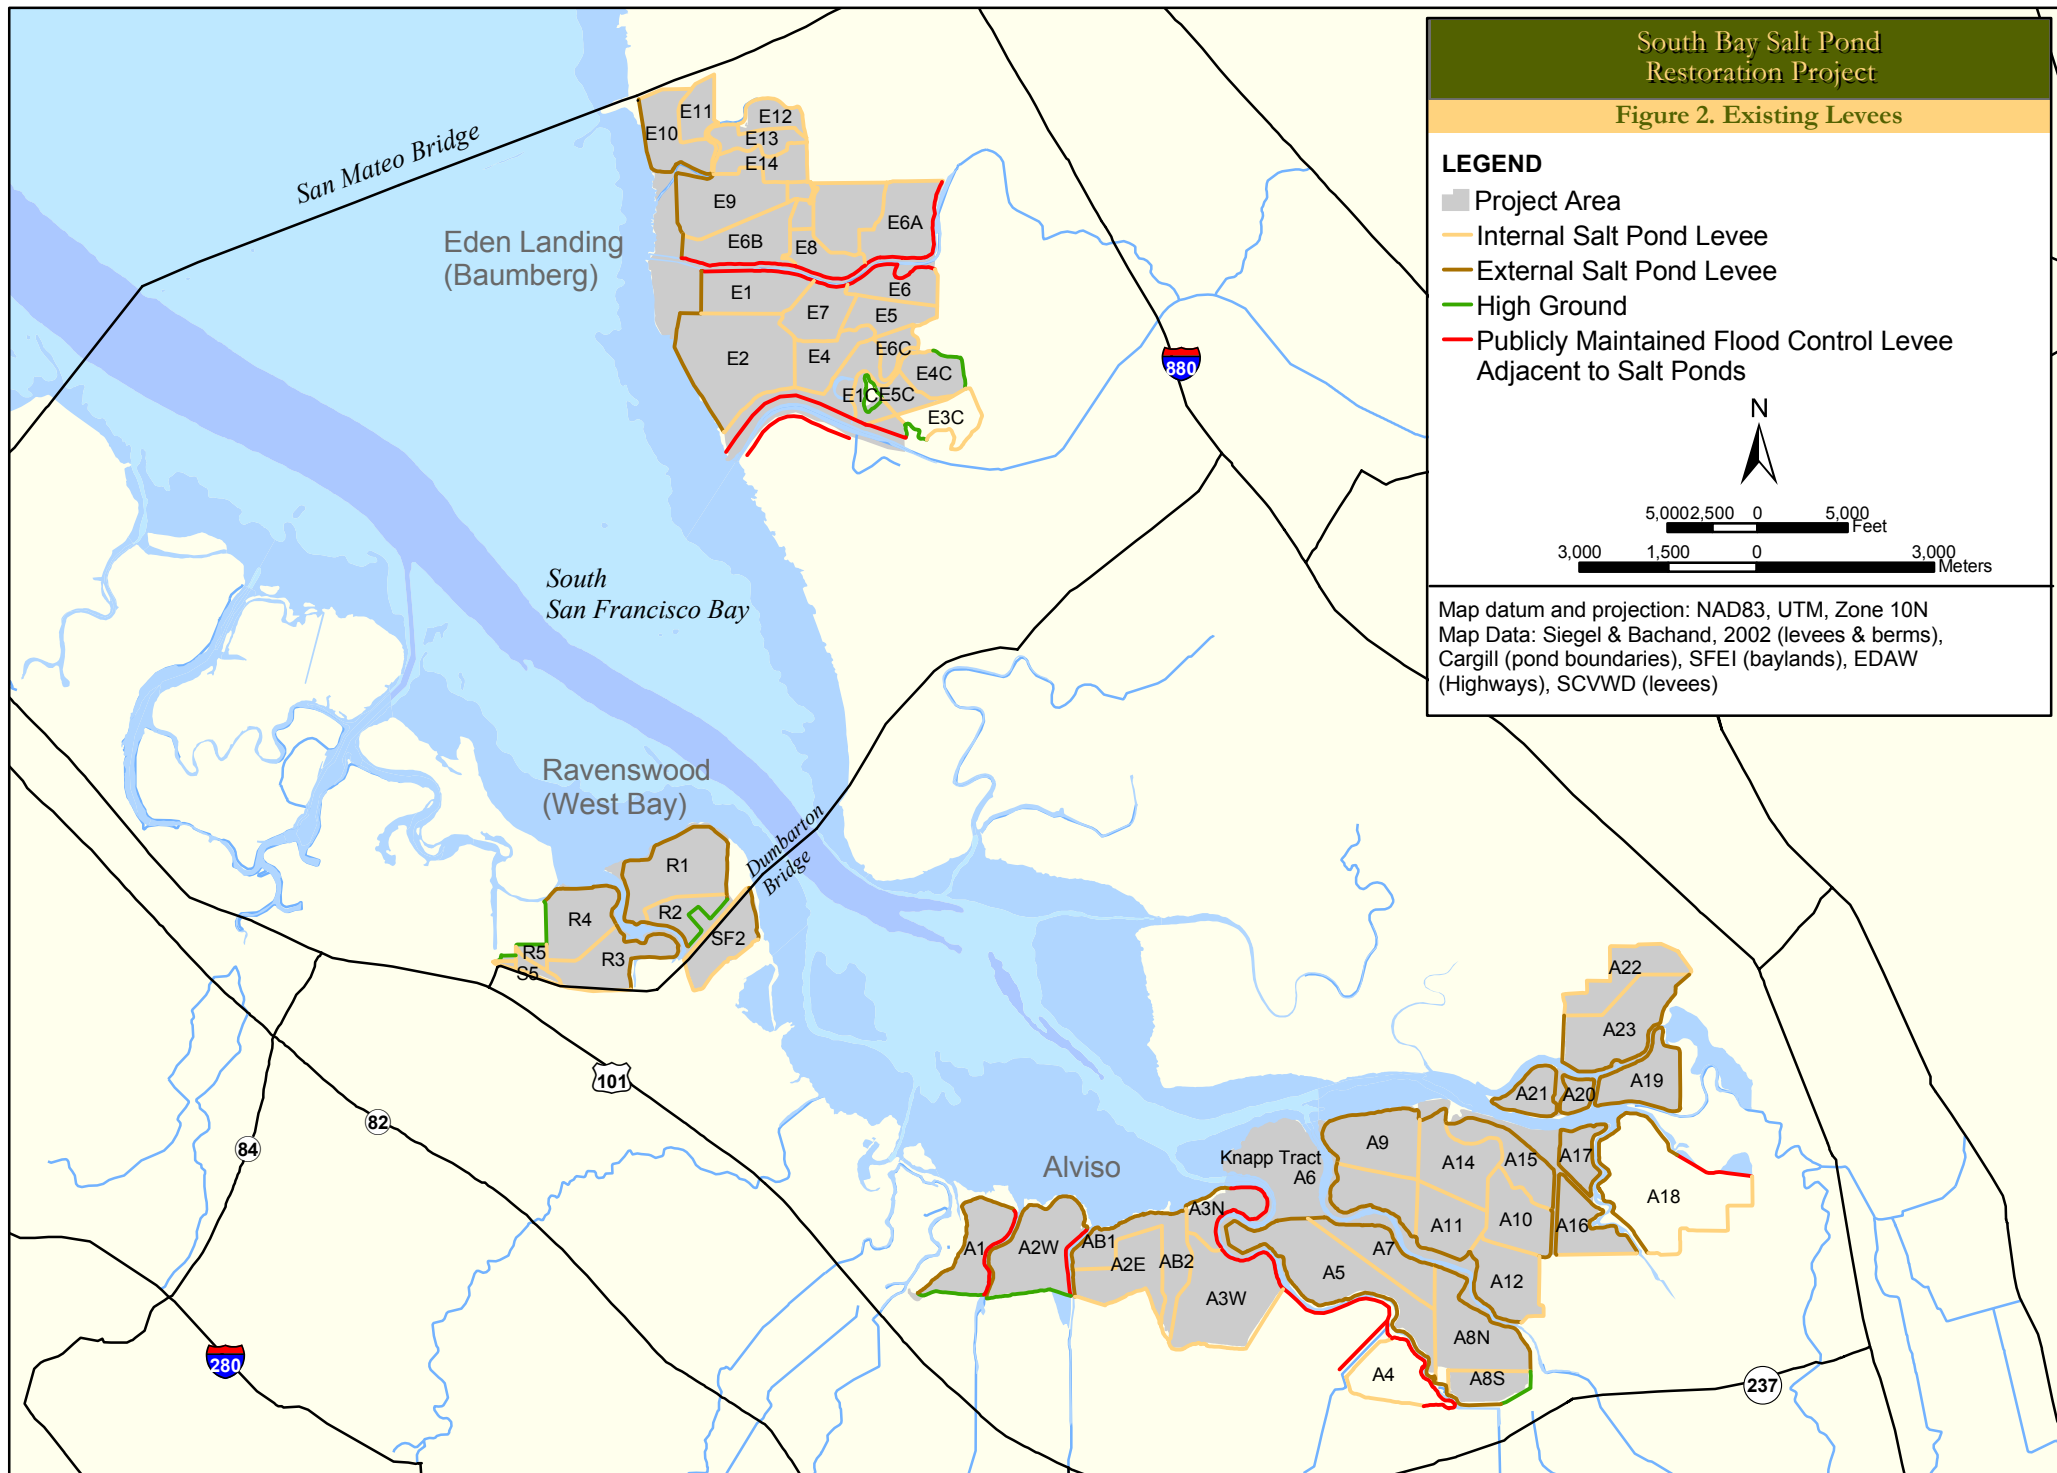 South Bay Salt Pond
Restoration Project
Figure 2. Existing Levees
LEGEND
Project Area
Internal Salt Pond Levee
External Salt Pond Levee
High Ground
Publicly Maintained Flood Control Levee
Adjacent to Salt Ponds
N
5,000 2,500 0 5,000
Feet
3,000 1,500 0 3,000
Meters
Map datum and projection: NAD83, UTM, Zone 10N
Map Data: Siegel & Bachand, 2002 (levees & berms),
Cargill (pond boundaries), SFEI (baylands), EDAW
(Highways), SCVWD (levees)
San Mateo Bridge
Eden Landing
(Baumberg)
E11
E10
E12
E13
E14
E9
E6A
E6B
E8
E1
E6
E7
E5
E2
E4
E6C
E4C
E1C
E5C
E3C
880
South
San Francisco Bay
Ravenswood
(West Bay)
Dumbarton
Bridge
R1
R2
R4
SF2
R5
R3
S5
101
82
84
280
Alviso
A22
A23
A21
A20
A19
Knapp Tract
A6
A9
A14
A15
A17
A18
A3N
A11
A10
A16
A1
A2W
AB1
A2E
AB2
A7
A5
A12
A3W
A8N
A4
A8S
237